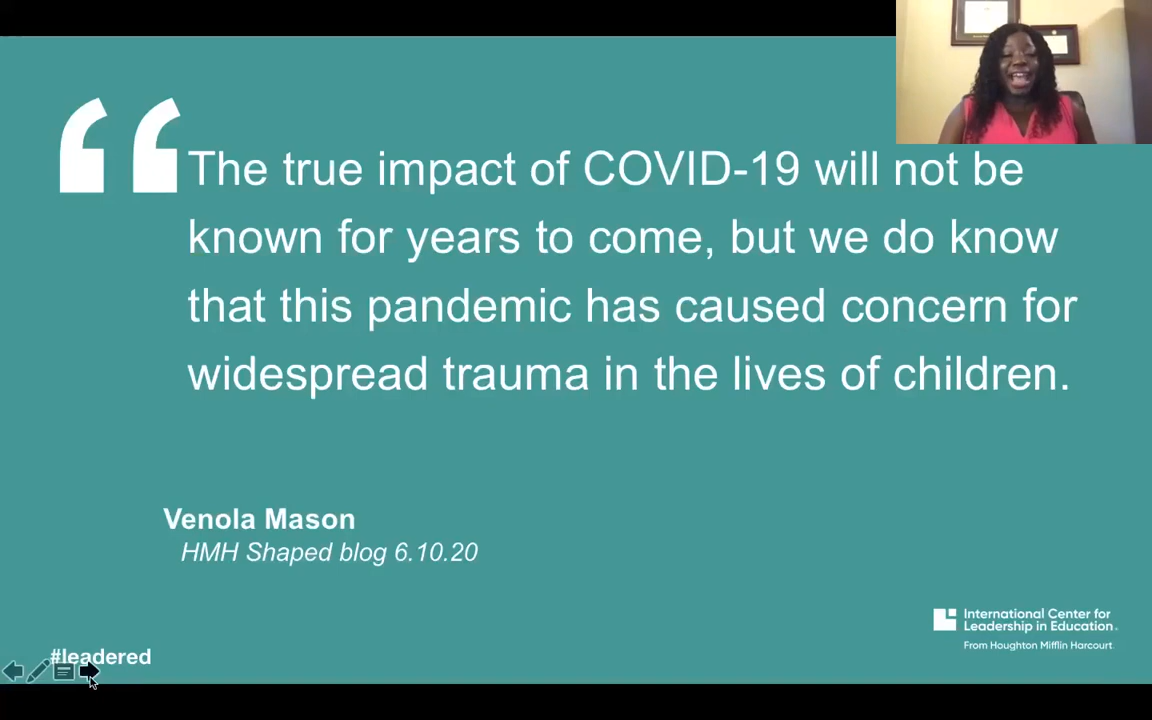 “
The true impact of COVID-19 will not be
known for years to come, but we do know
that this pandemic has caused concern for
widespread trauma in the lives of children.
Venola Mason
HMH Shaped blog 6.10.20
International Center for
Leadership in Education.
From Houghton Mifflin Harcourt
#leadered